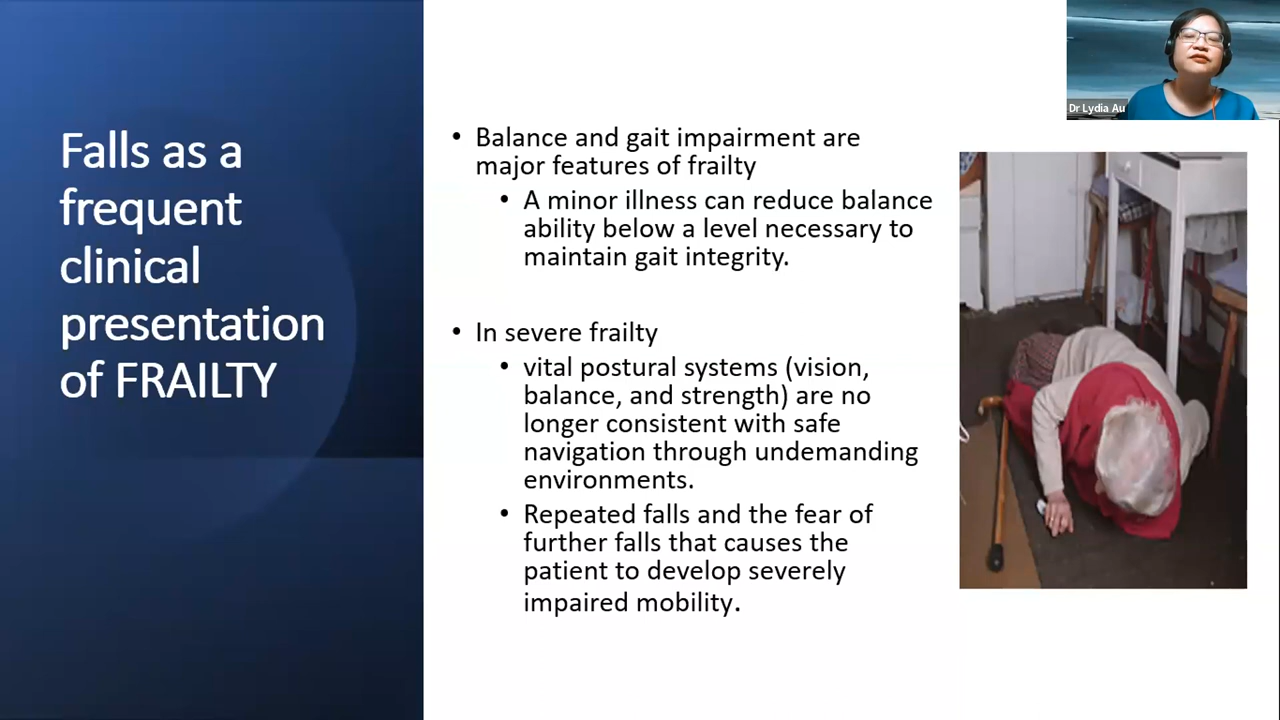 Falls as a
frequent
clinical
presentation
of FRAILTY
• Balance and gait impairment are
major features of frailty
• A minor illness can reduce balance
ability below a level necessary to
maintain gait integrity.
• In severe frailty
• vital postural systems (vision,
balance, and strength) are no
longer consistent with safe
navigation through undemanding
environments.
• Repeated falls and the fear of
further falls that causes the
patient to develop severely
impaired mobility.
Dr Lydia Au